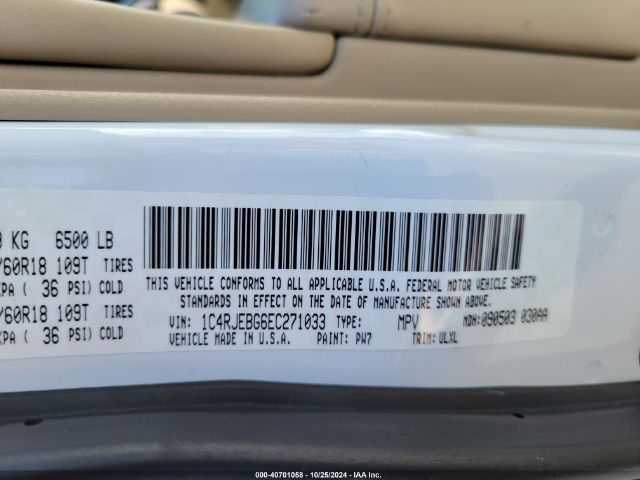 KG 6500 LB
/60R18 109T TIRES
KPA ( 36 PSI) COLD
/60R18 109T TIRES
KPA ( 36 PSI) COLD
THIS VEHICLE CONFORMS TO ALL APPLICABLE U.S.A. FEDERAL MOTOR VEHICLE SAFETY
STANDARDS IN EFFECT ON THE DATE OF MANUFACTURE SHOWN ABOVE.
VIN: 1C4RJEBG6EC271033 TYPE: MPV MDH: 090503 030AA
VEHICLE MADE IN U.S.A. PAINT: PW7 TRIM: ULYL
000-40701058 - 10/25/2024 - IAA Inc.